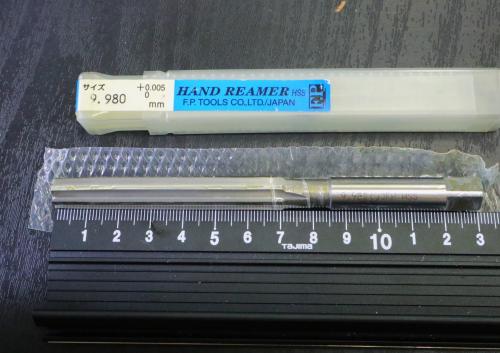 サイズ
9.980
+0.005
0
mm
HAND REAMER HSS
F.P. TOOLS CO.,LTD./JAPAN
F.P.
HSS
1 2 3 4 5 6 7 8 9 10 1 2 3
TAJIMA